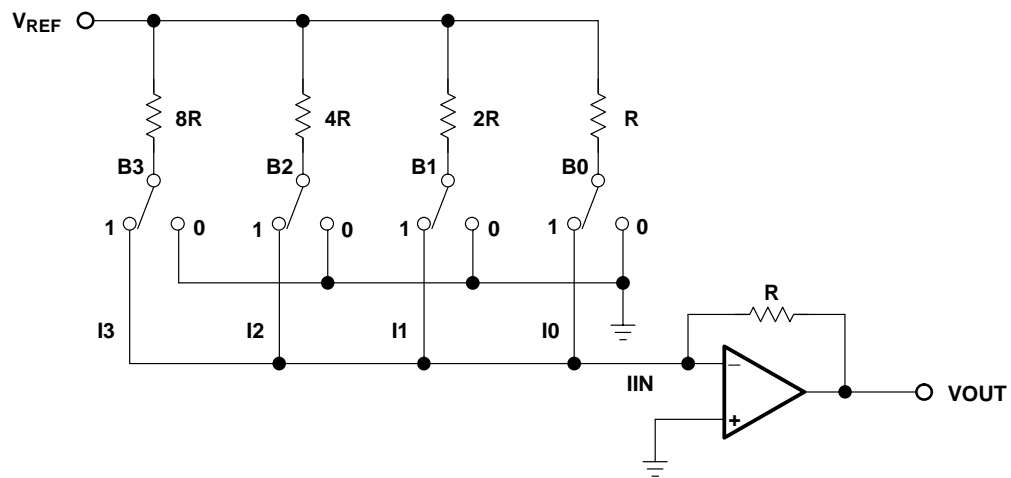 VREF
8R 4R 2R R
B3 B2 B1 B0
1 0 1 0 1 0 1 0
R
I3 I2 I1 I0
IIN
−
+
VOUT